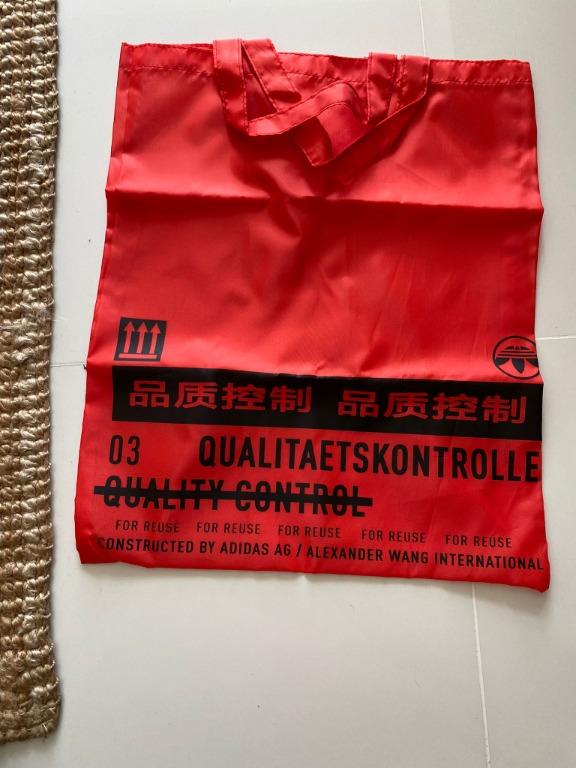 品质控制 品质控制
03 QUALITAETSKONTROLLE
QUALITY CONTROL
FOR REUSE FOR REUSE FOR REUSE FOR REUSE FOR REUSE
CONSTRUCTED BY ADIDAS AG / ALEXANDER WANG INTERNATIONAL